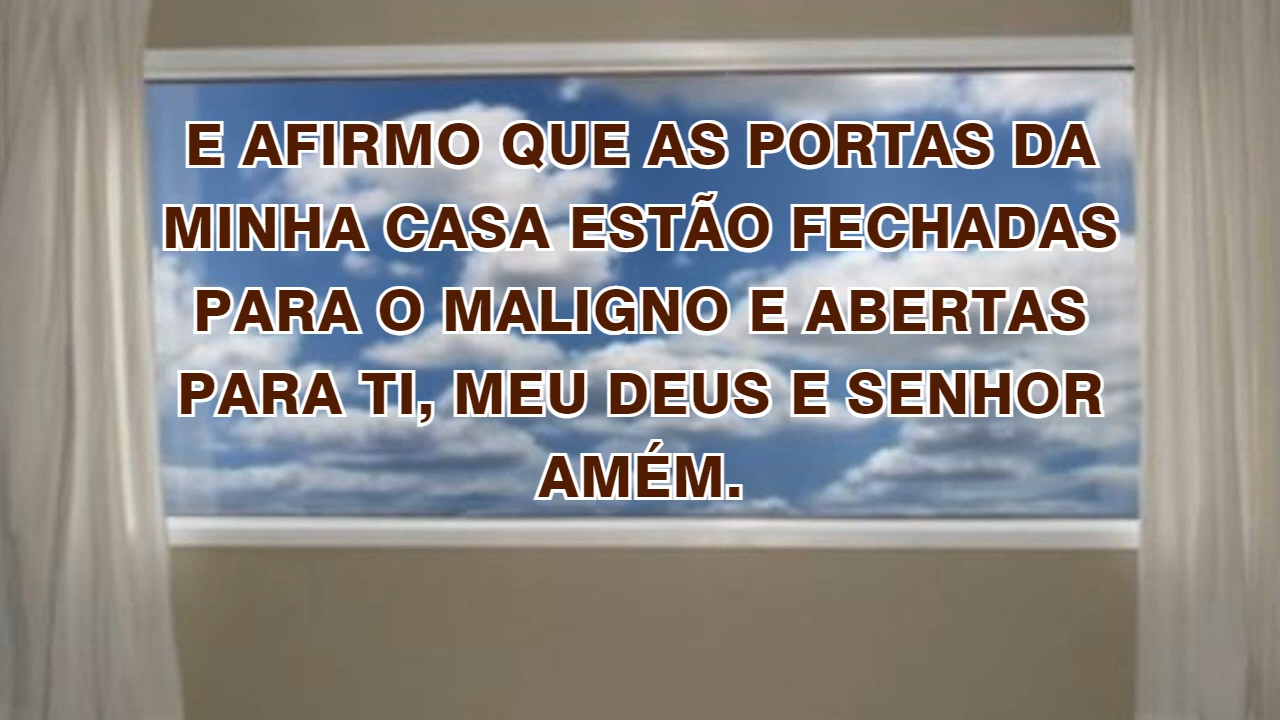 E AFIRMO QUE AS PORTAS DA
MINHA CASA ESTÃO FECHADAS
PARA O MALIGNO E ABERTAS
PARA TI, MEU DEUS E SENHOR
AMÉM.